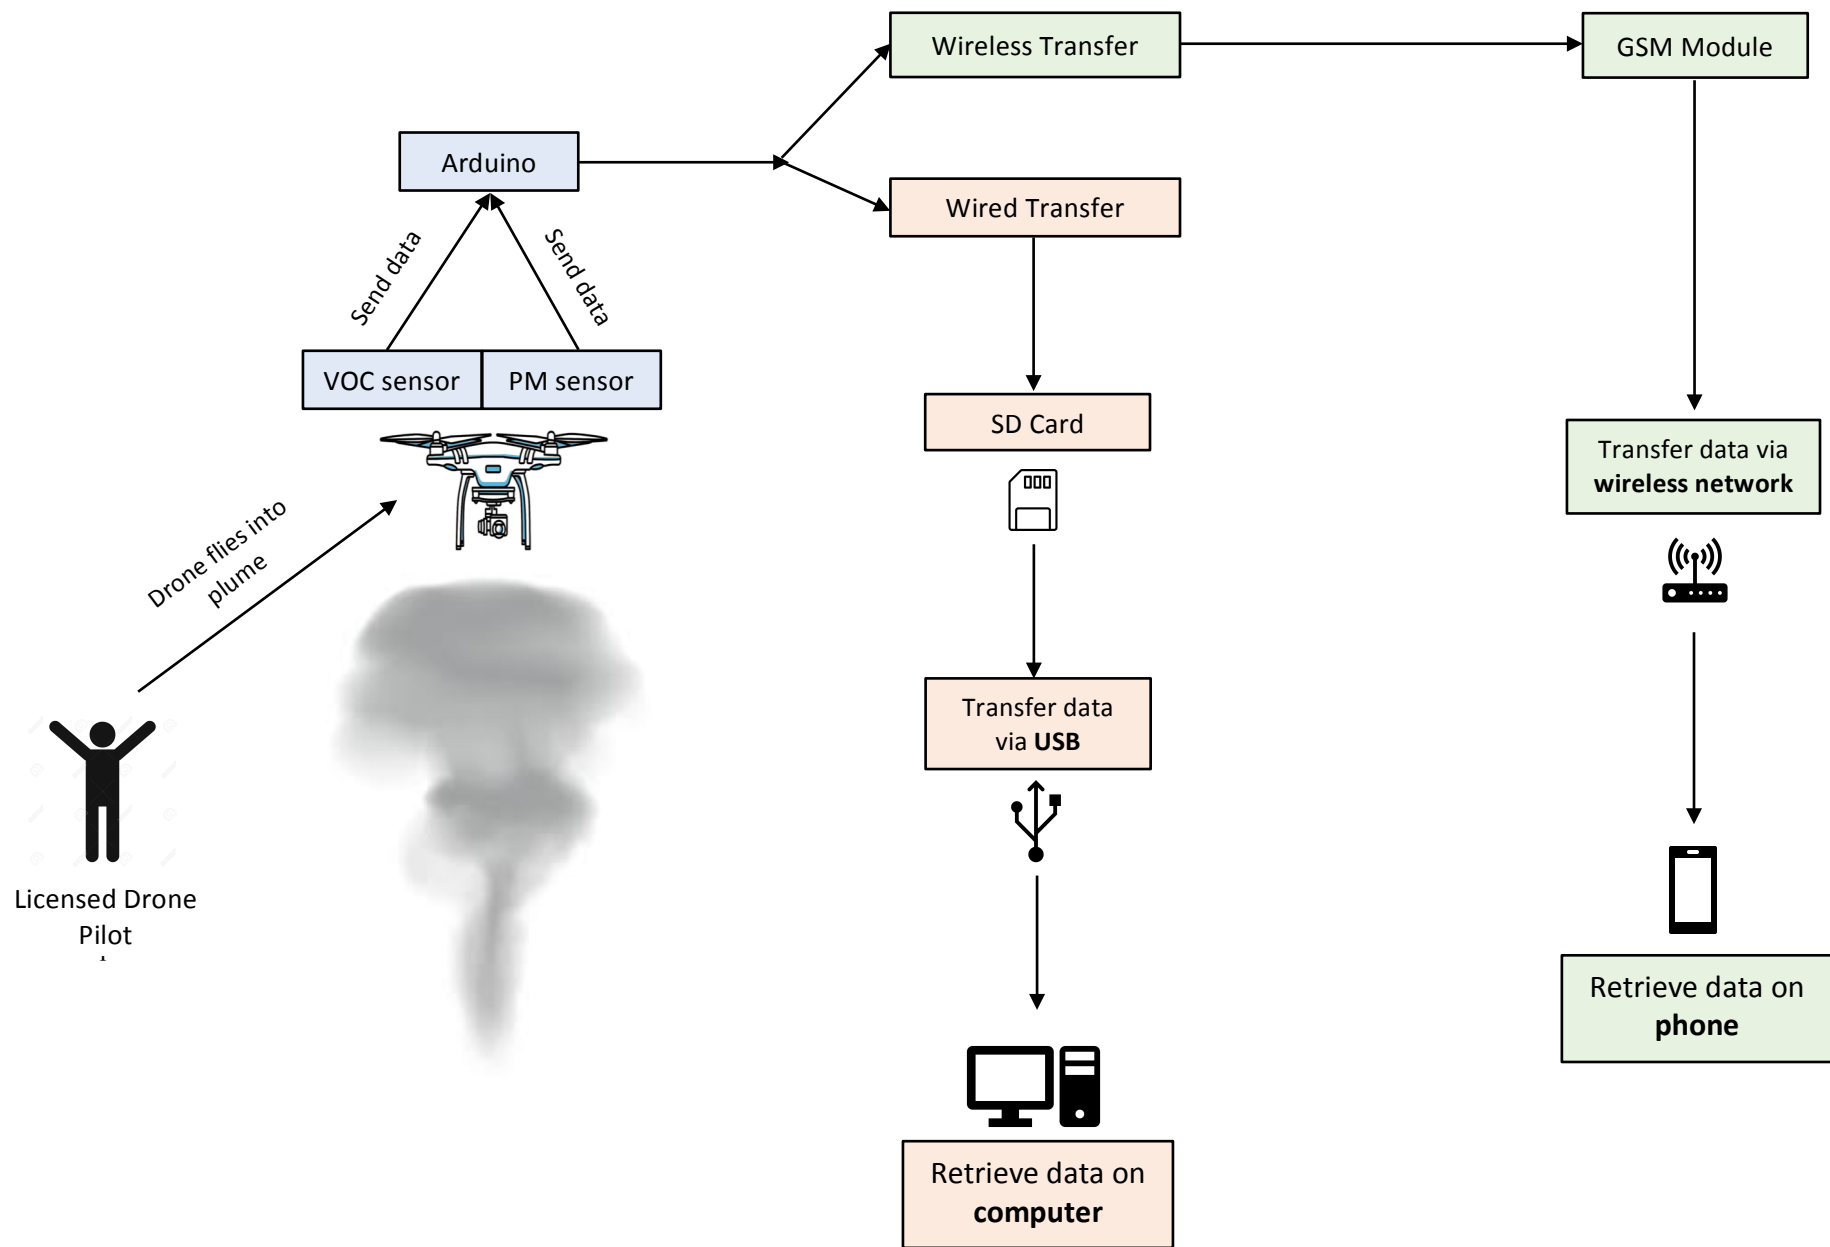 Wireless Transfer
GSM Module
Arduino
Wired Transfer
Send data
Send data
VOC sensor
PM sensor
SD Card
Transfer data via
wireless network
Drone flies into
plume
Transfer data
via USB
Licensed Drone
Pilot
Retrieve data on
phone
Retrieve data on
computer